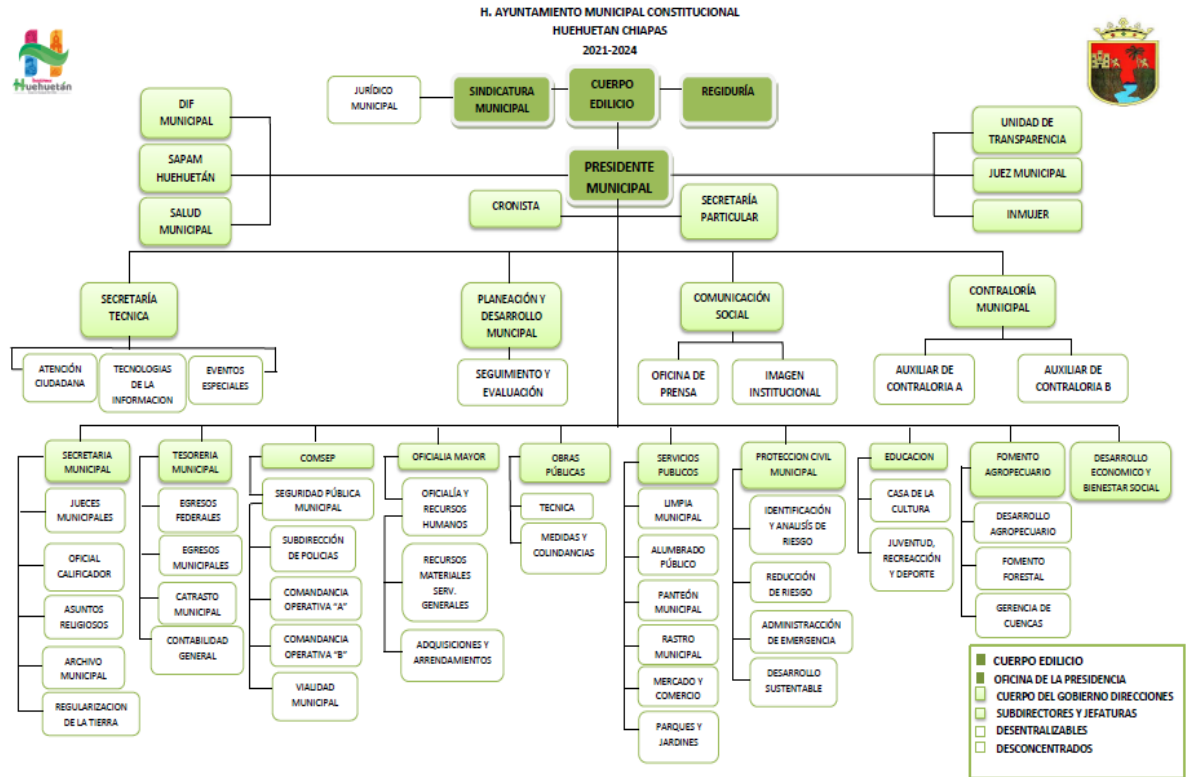 H. AYUNTAMIENTO MUNICIPAL CONSTITUCIONAL
HUEHUETAN CHIAPAS
2021-2024
Huehuetán
JURÍDICO
MUNICIPAL
SINDICATURA
MUNICIPAL
CUERPO
EDILICIO
REGIDURÍA
DIF
MUNICIPAL
SAPAM
HUEHUETÁN
SALUD
MUNICIPAL
PRESIDENTE
MUNICIPAL
UNIDAD DE
TRANSPARENCIA
JUEZ MUNICIPAL
INMUJER
CRONISTA
SECRETARÍA
PARTICULAR
SECRETARÍA
TECNICA
PLANEACIÓN Y
DESARROLLO
MUNCIPAL
COMUNICACIÓN
SOCIAL
CONTRALORÍA
MUNICIPAL
ATENCIÓN
CIUDADANA
TECNOLOGIAS
DE LA
INFORMACION
EVENTOS
ESPECIALES
SEGUIMIENTO Y
EVALUACIÓN
OFICINA DE
PRENSA
IMAGEN
INSTITUCIONAL
AUXILIAR DE
CONTRALORIA A
AUXILIAR DE
CONTRALORIA B
SECRETARIA
MUNICIPAL
JUECES
MUNICIPALES
OFICIAL
CALIFICADOR
ASUNTOS
RELIGIOSOS
ARCHIVO
MUNICIPAL
REGULARIZACION
DE LA TIERRA
TESORERIA
MUNICIPAL
EGRESOS
FEDERALES
EGRESOS
MUNICIPALES
CATRASTO
MUNICIPAL
CONTABILIDAD
GENERAL
COMSEP
SEGURIDAD PÚBLICA
MUNICIPAL
SUBDIRECCIÓN
DE POLICIAS
COMANDANCIA
OPERATIVA "A"
COMANDANCIA
OPERATIVA "B"
VIALIDAD
MUNICIPAL
OFICIALIA MAYOR
OFICIALÍA Y
RECURSOS
HUMANOS
RECURSOS
MATERIALES
SERV.
GENERALES
ADQUISICIONES Y
ARRENDAMIENTOS
OBRAS
PÚBLICAS
TECNICA
MEDIDAS Y
COLINDANCIAS
SERVICIOS
PUBLICOS
LIMPIA
MUNICIPAL
ALUMBRADO
PÚBLICO
PANTEÓN
MUNICIPAL
RASTRO
MUNICIPAL
MERCADO Y
COMERCIO
PARQUES Y
JARDINES
PROTECCION CIVIL
MUNICIPAL
IDENTIFICACIÓN
Y ANALISÍS DE
RIESGO
REDUCCIÓN
DE RIESGO
ADMINISTRACCIÓN
DE EMERGENCIA
DESARROLLO
SUSTENTABLE
EDUCACION
CASA DE LA
CULTURA
JUVENTUD,
RECREACCIÓN
Y DEPORTE
FOMENTO
AGROPECUARIO
DESARROLLO
AGROPECUARIO
FOMENTO
FORESTAL
GERENCIA DE
CUENCAS
DESARROLLO
ECONOMICO Y
BIENESTAR SOCIAL
CUERPO EDILICIO
OFICINA DE LA PRESIDENCIA
CUERPO DEL GOBIERNO DIRECCIONES
SUBDIRECTORES Y JEFATURAS
DESENTRALIZABLES
DESCONCENTRADOS